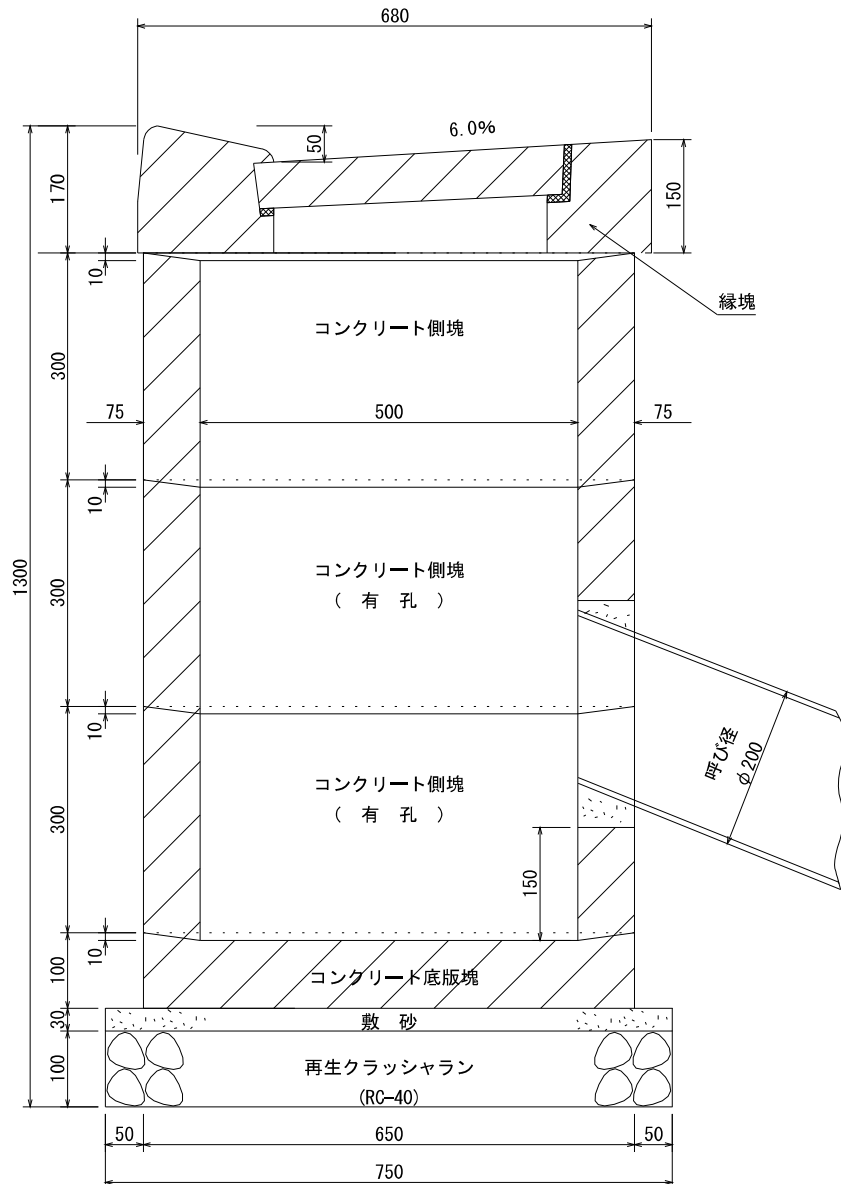 680
6.0%
50
170
150
10
縁塊
コンクリート側塊
300
75
500
75
10
1300
コンクリート側塊
( 有 孔 )
300
10
呼び径
φ200
コンクリート側塊
( 有 孔 )
300
150
10
100
コンクリート底版塊
30
敷 砂
100
再生クラッシャラン
(RC-40)
50
650
50
750